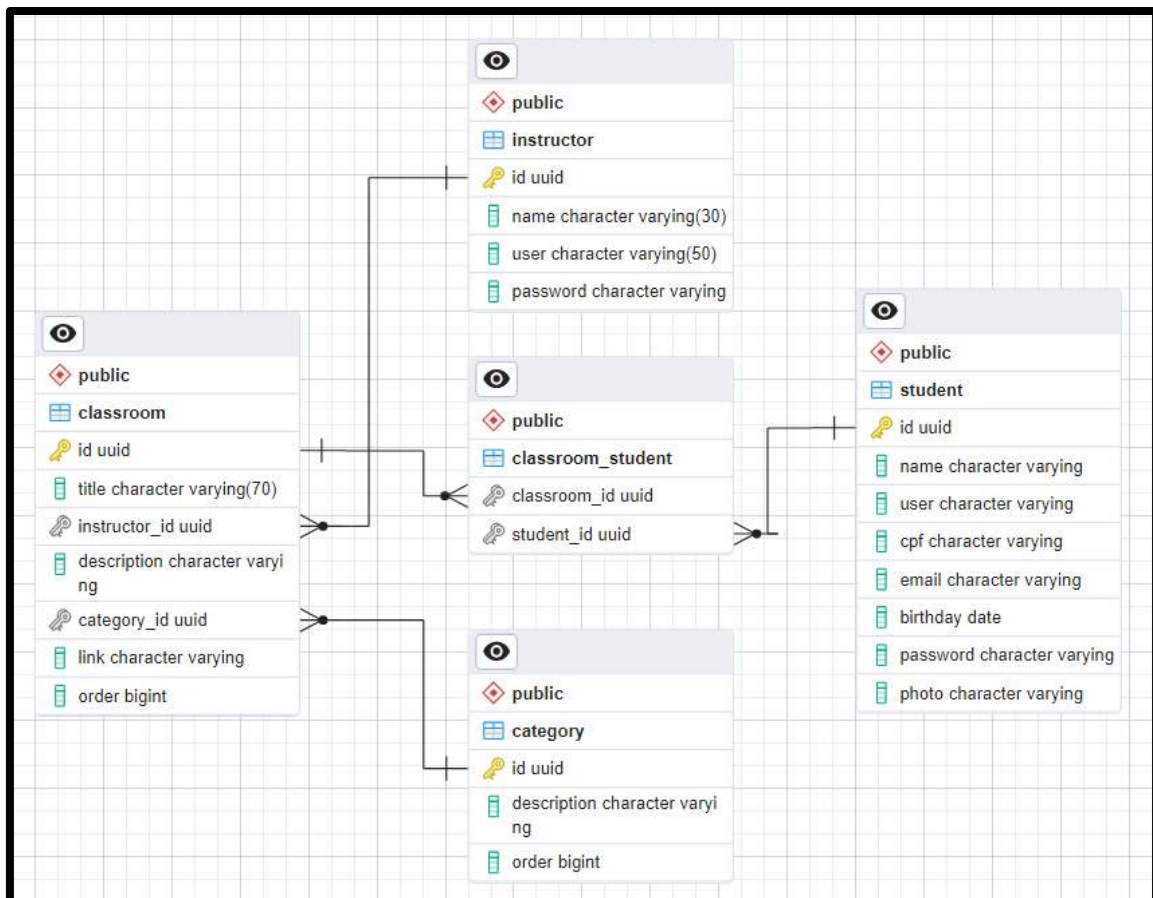 public
instructor
id uuid
name character varying(30)
user character varying(50)
password character varying
public
classroom
id uuid
title character varying(70)
instructor_id uuid
description character varyi
ng
category_id uuid
link character varying
order bigint
public
classroom_student
classroom_id uuid
student_id uuid
public
category
id uuid
description character varyi
ng
order bigint
public
student
id uuid
name character varying
user character varying
cpf character varying
email character varying
birthday date
password character varying
photo character varying